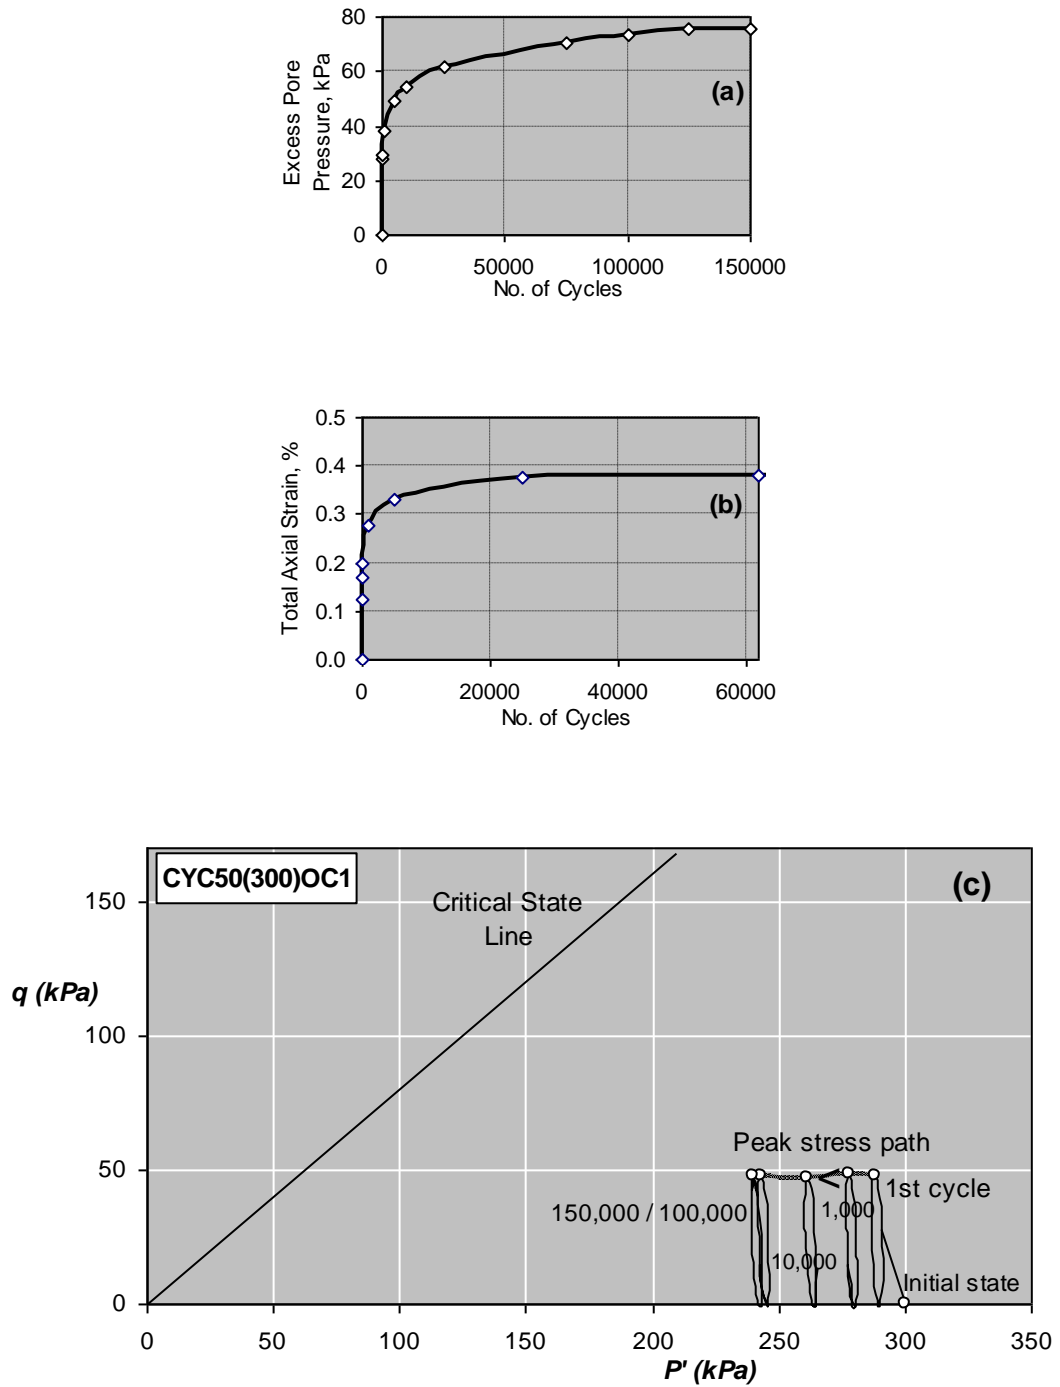 80
60
40
20
0
Excess Pore
Pressure, kPa
(a)
0 50000 100000 150000
No. of Cycles
0.5
0.4
0.3
0.2
0.1
0.0
Total Axial Strain, %
(b)
0 20000 40000 60000
No. of Cycles
CYC50(300)OC1
(c)
Critical State
Line
150
100
50
0
q (kPa)
Peak stress path
1st cycle
150,000 / 100,000
1,000
10,000
Initial state
0 50 100 150 200 250 300 350
P' (kPa)